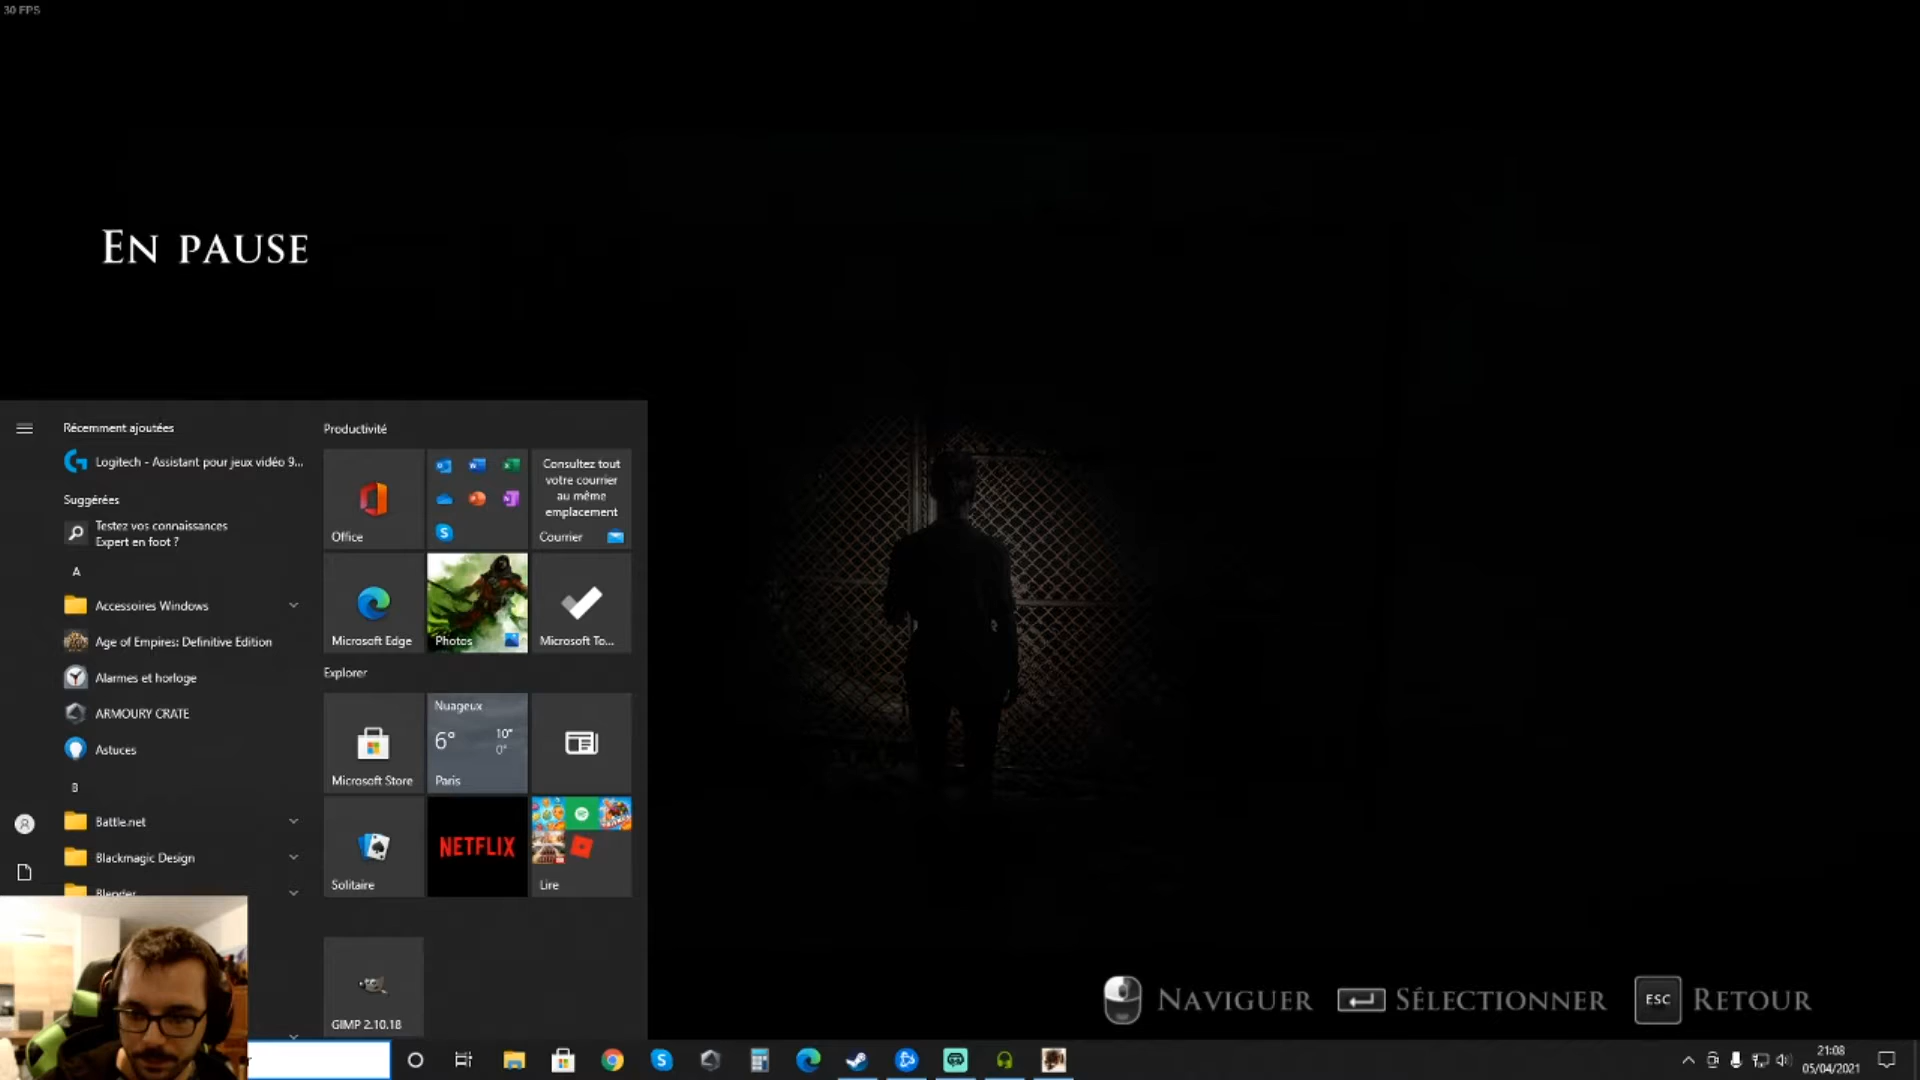 30 FPS
EN PAUSE
Récemment ajoutées
Logitech - Assistant pour jeux vidéo 9...
Suggérées
Testez vos connaissances
Expert en foot ?
A
Accessoires Windows
Age of Empires: Definitive Edition
Alarmes et horloge
ARMOURY CRATE
Astuces
B
Battle.net
Blackmagic Design
Blender
Productivité
Office
Consultez tout
votre courrier
au même
emplacement
Courrier
Microsoft Edge
Photos
Microsoft To...
Explorer
Microsoft Store
Nuageux
6°
10°
0°
Paris
Solitaire
NETFLIX
Lire
GIMP 2.10.18
NAVIGUER
SÉLECTIONNER
ESC
RETOUR
21:08
05/04/2021